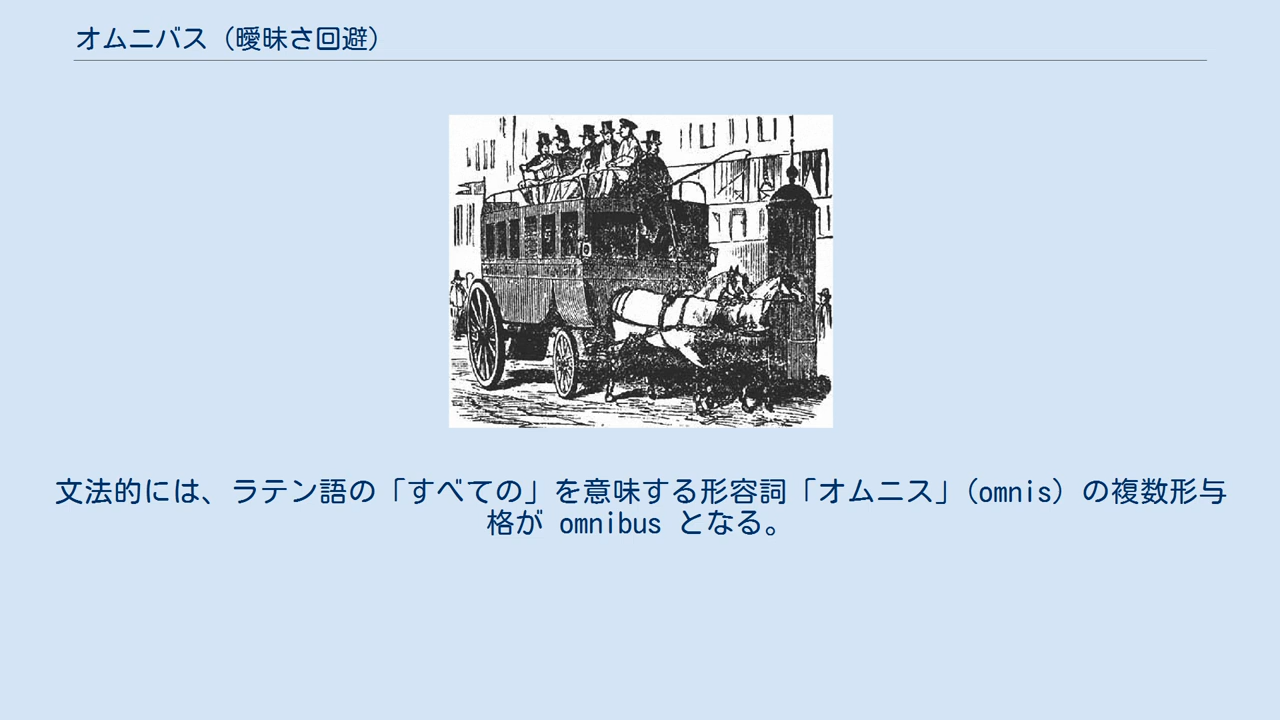 オムニバス（曖昧さ回避）
文法的には、ラテン語の「すべての」を意味する形容詞「オムニス」（omnis）の複数形与
格が omnibus となる。